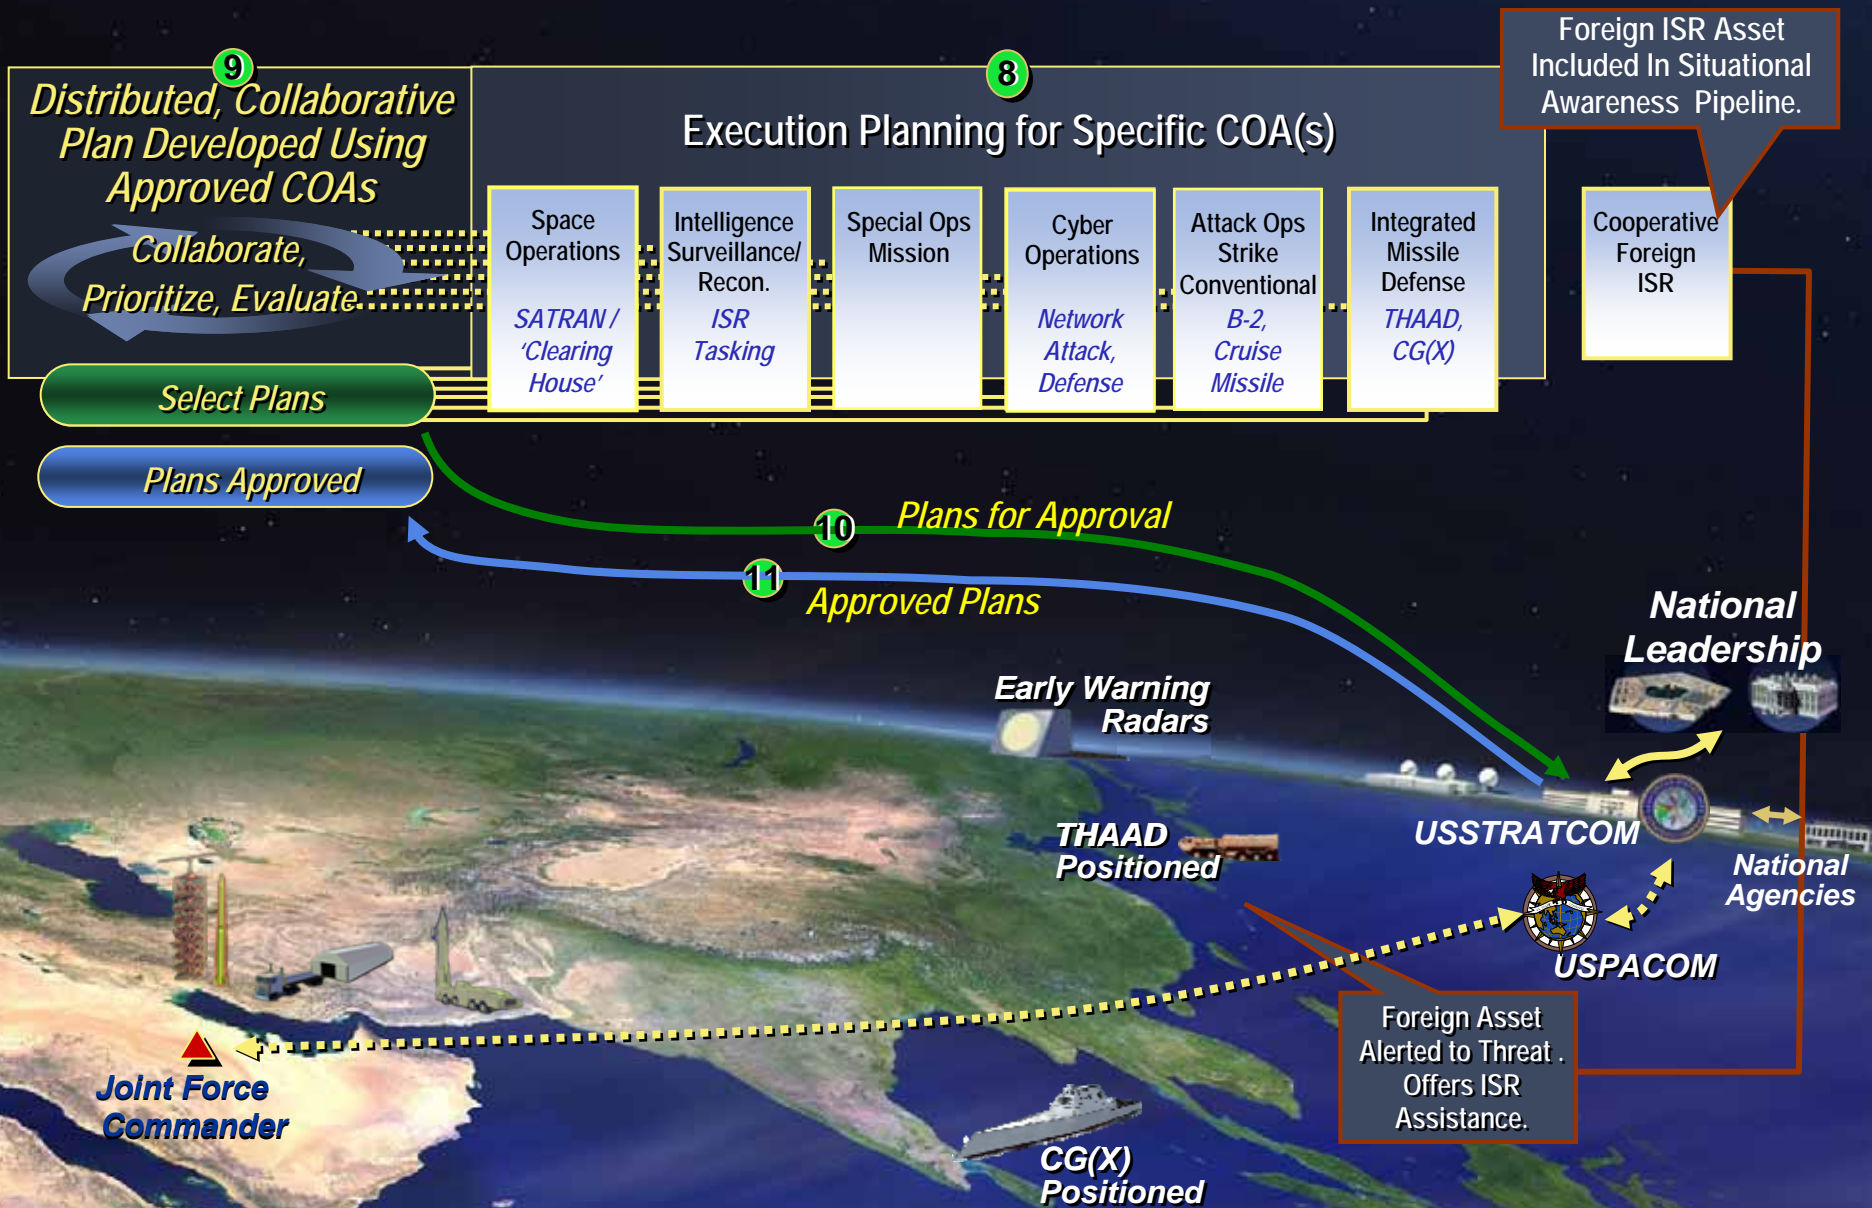 9
Distributed, Collaborative
Plan Developed Using
Approved COAs
Collaborate,
Prioritize, Evaluate
Select Plans
Plans Approved
8
Execution Planning for Specific COA(s)
Space
Operations
SATRAN /
‘Clearing
House’
Intelligence
Surveillance/
Recon.
ISR
Tasking
Special Ops
Mission
Cyber
Operations
Network
Attack,
Defense
Attack Ops
Strike
Conventional
B-2,
Cruise
Missile
Integrated
Missile
Defense
THAAD,
CG(X)
Foreign ISR Asset
Included In Situational
Awareness Pipeline.
Cooperative
Foreign
ISR
10
Plans for Approval
11
Approved Plans
National
Leadership
Early Warning
Radars
THAAD
Positioned
USSTRATCOM
National
Agencies
USPACOM
Foreign Asset
Alerted to Threat .
Offers ISR
Assistance.
Joint Force
Commander
CG(X)
Positioned